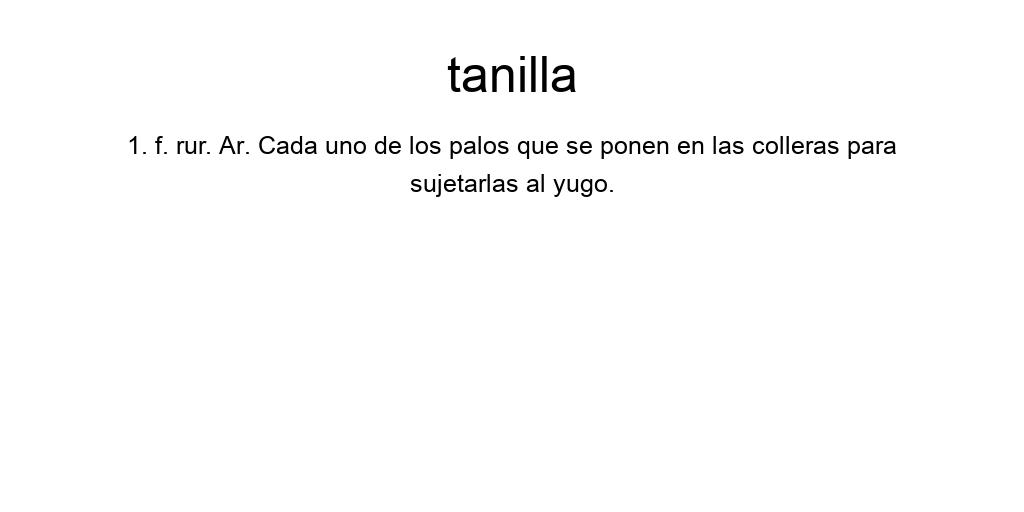 tanilla
1. f. rur. Ar. Cada uno de los palos que se ponen en las colleras para
sujetarlas al yugo.